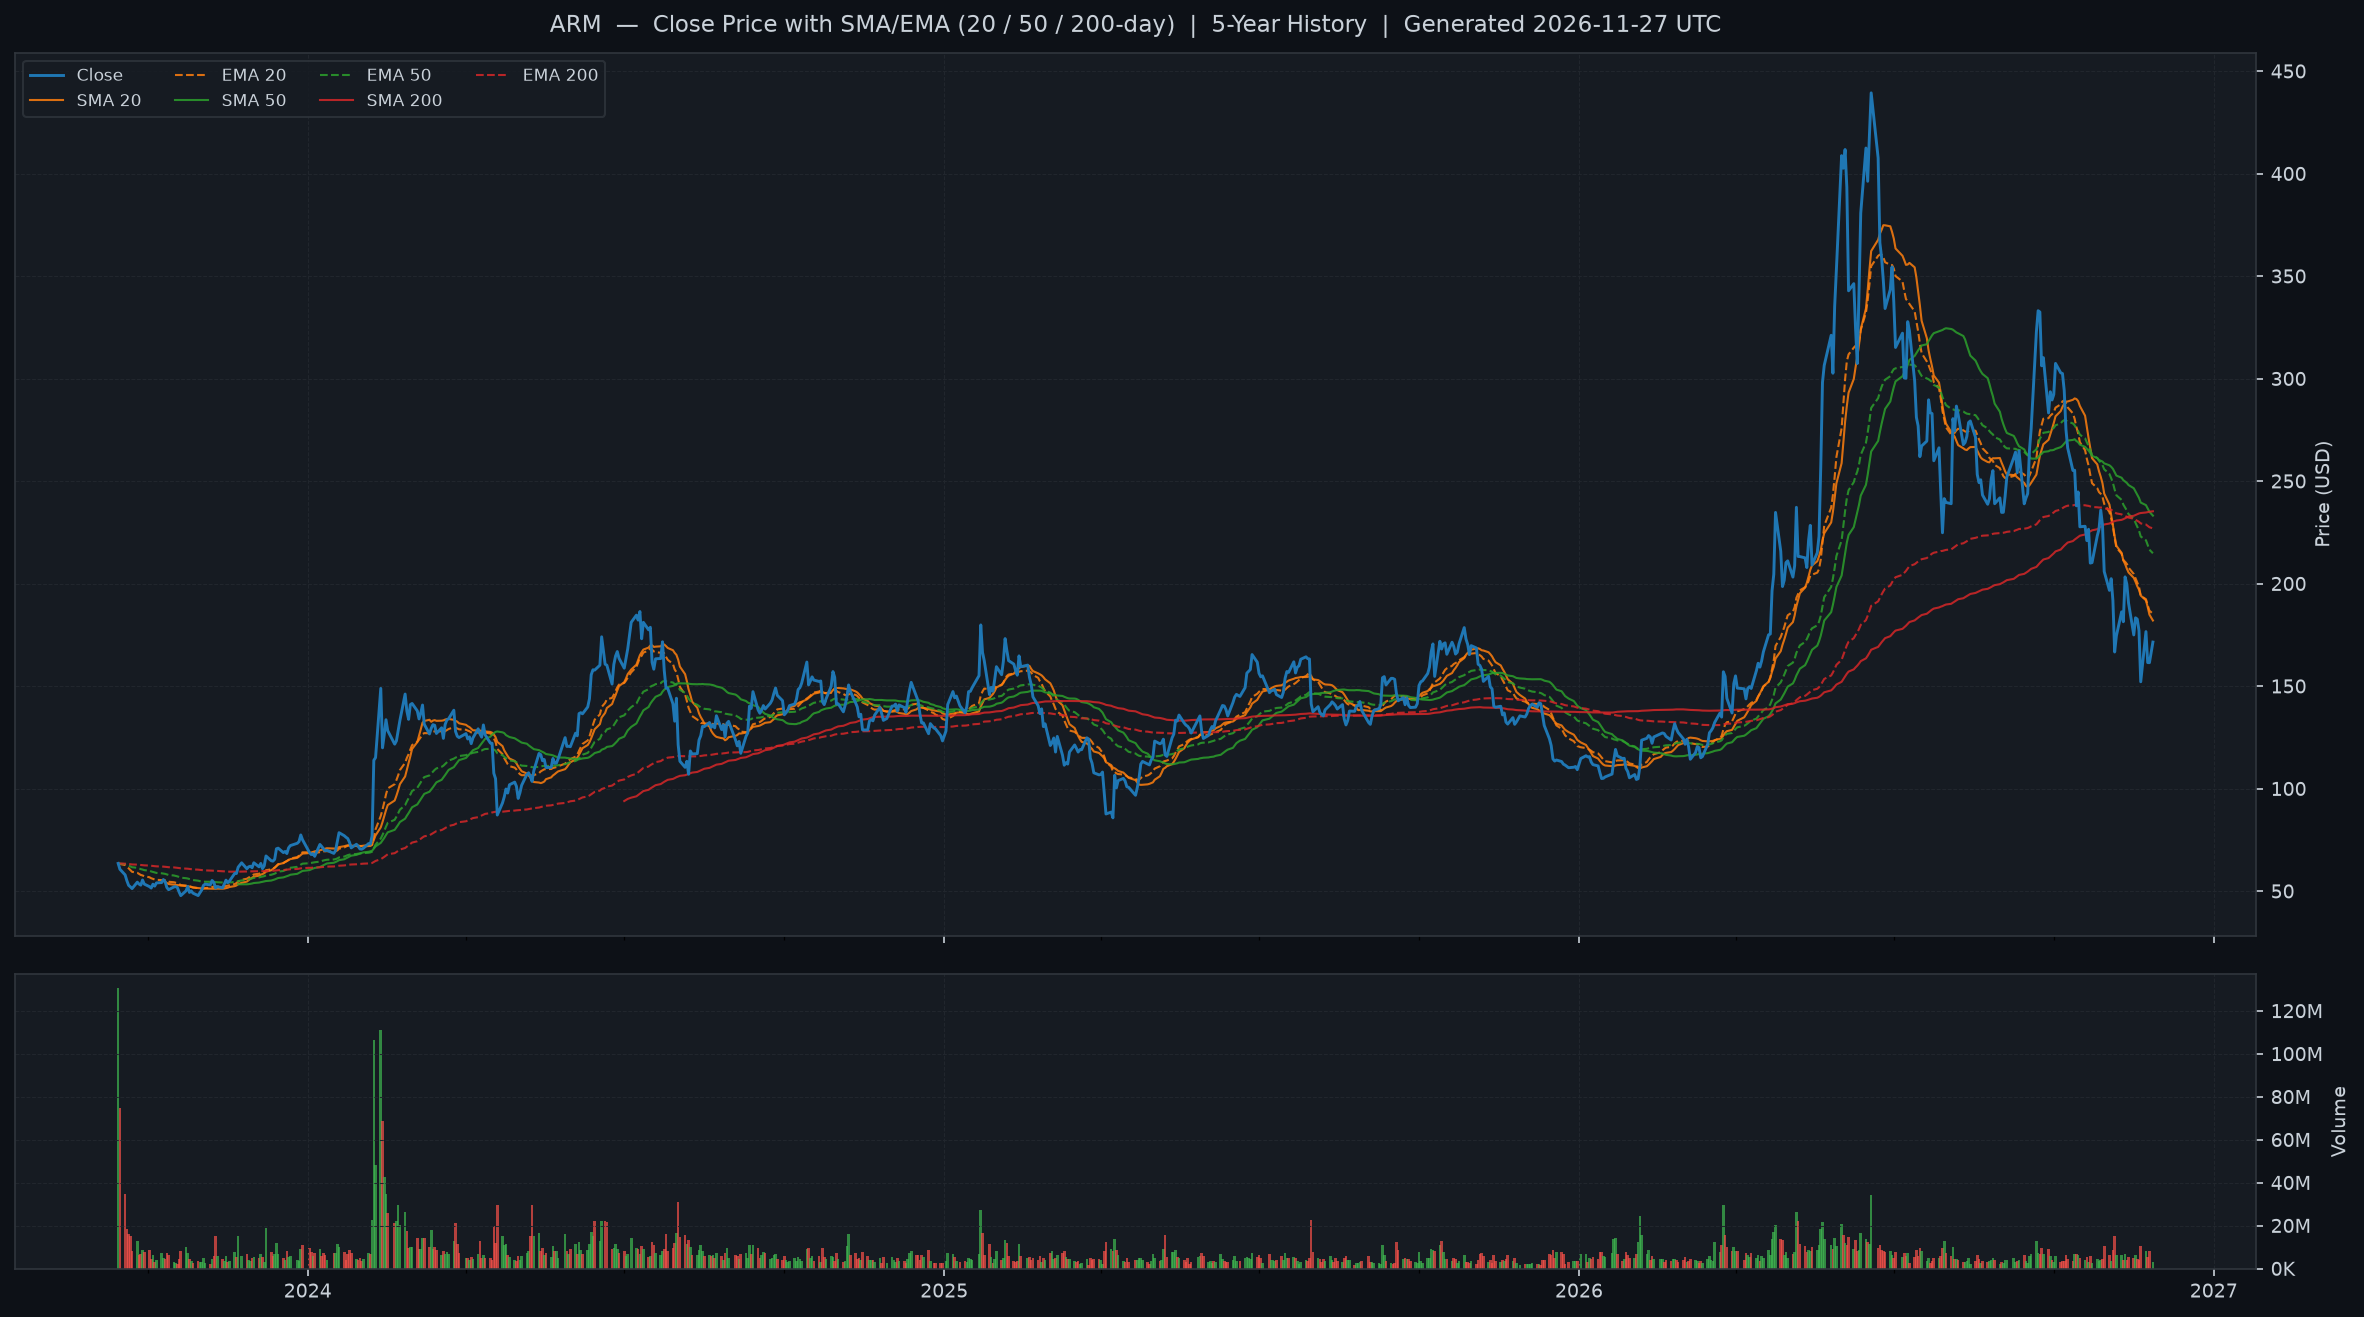 ARM — Close Price with SMA/EMA (20 / 50 / 200-day) | 5-Year History | Generated 2026-11-27 UTC
Close EMA 20 EMA 50 EMA 200
SMA 20 SMA 50 SMA 200
450
400
350
300
250
200
150
100
50
Price (USD)
120M
100M
80M
60M
40M
20M
0K
Volume
2024 2025 2026 2027